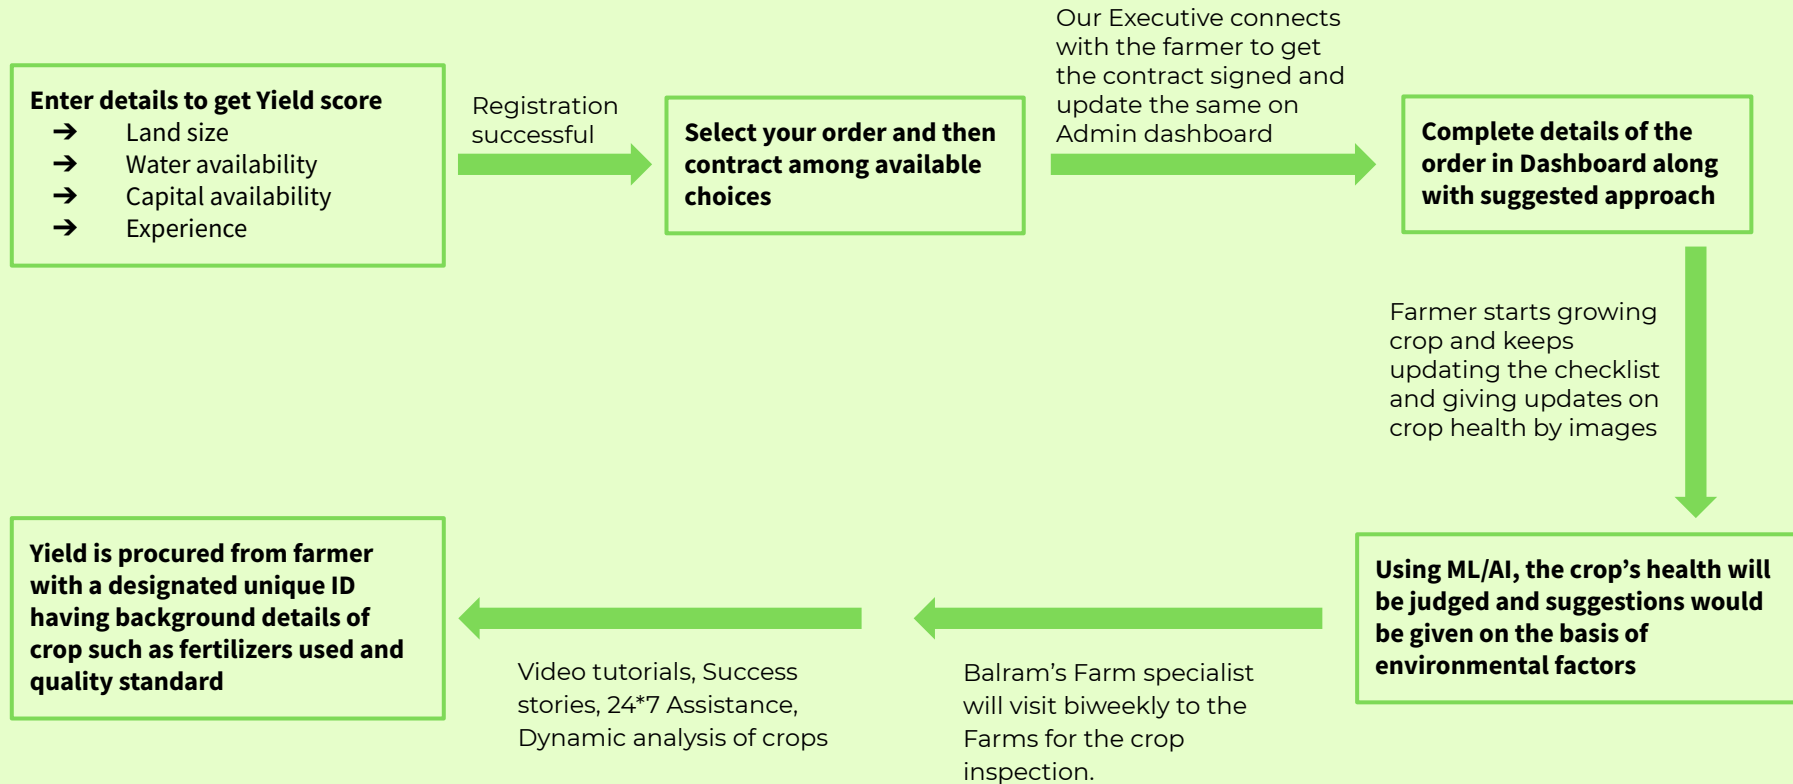 Enter details to get Yield score
➔ Land size
➔ Water availability
➔ Capital availability
➔ Experience
Registration
successful
Select your order and then
contract among available
choices
Our Executive connects
with the farmer to get
the contract signed and
update the same on
Admin dashboard
Complete details of the
order in Dashboard along
with suggested approach
Farmer starts growing
crop and keeps
updating the checklist
and giving updates on
crop health by images
Using ML/AI, the crop’s health will
be judged and suggestions would
be given on the basis of
environmental factors
Balram’s Farm specialist
will visit biweekly to the
Farms for the crop
inspection.
Video tutorials, Success
stories, 24*7 Assistance,
Dynamic analysis of crops
Yield is procured from farmer
with a designated unique ID
having background details of
crop such as fertilizers used and
quality standard